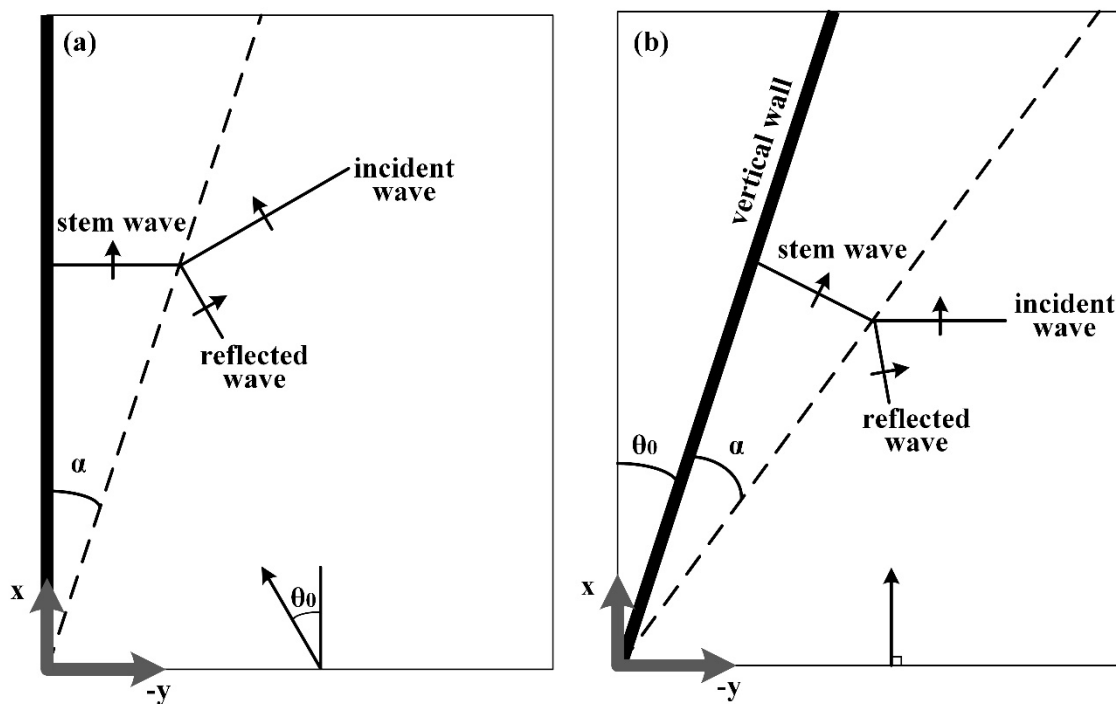 (a)
stem wave
incident
wave
reflected
wave
α
θ0
x
-y
(b)
vertical wall
stem wave
incident
wave
reflected
wave
θ0
α
x
-y